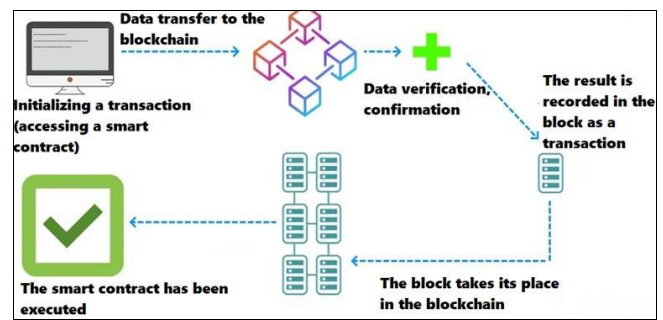 Data transfer to the
blockchain
Initializing a transaction
(accessing a smart
contract)
Data verification,
confirmation
The result is
recorded in the
block as a
transaction
The block takes its place
in the blockchain
The smart contract has been
executed